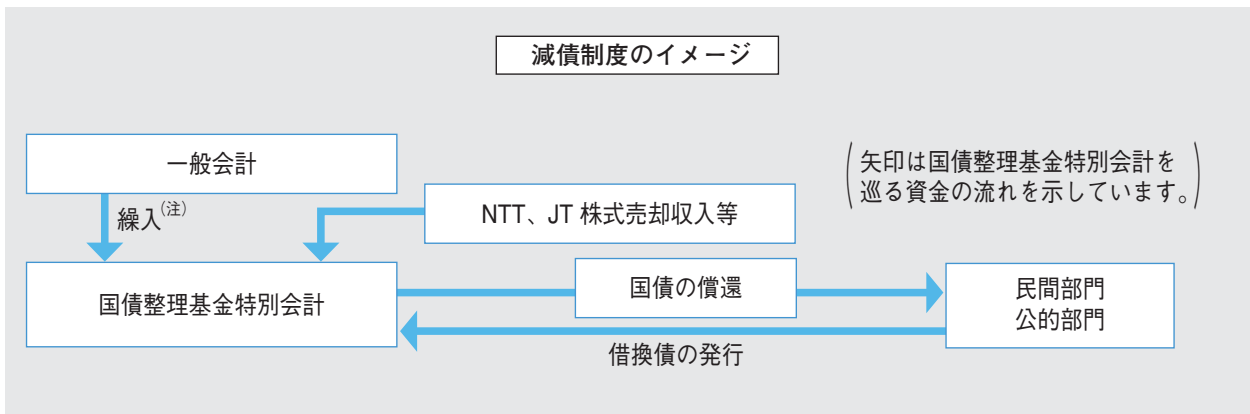 減債制度のイメージ
一般会計
矢印は国債整理基金特別会計を
巡る資金の流れを示しています。
繰入(注)
NTT、JT 株式売却収入等
国債整理基金特別会計
国債の償還
民間部門
公的部門
借換債の発行